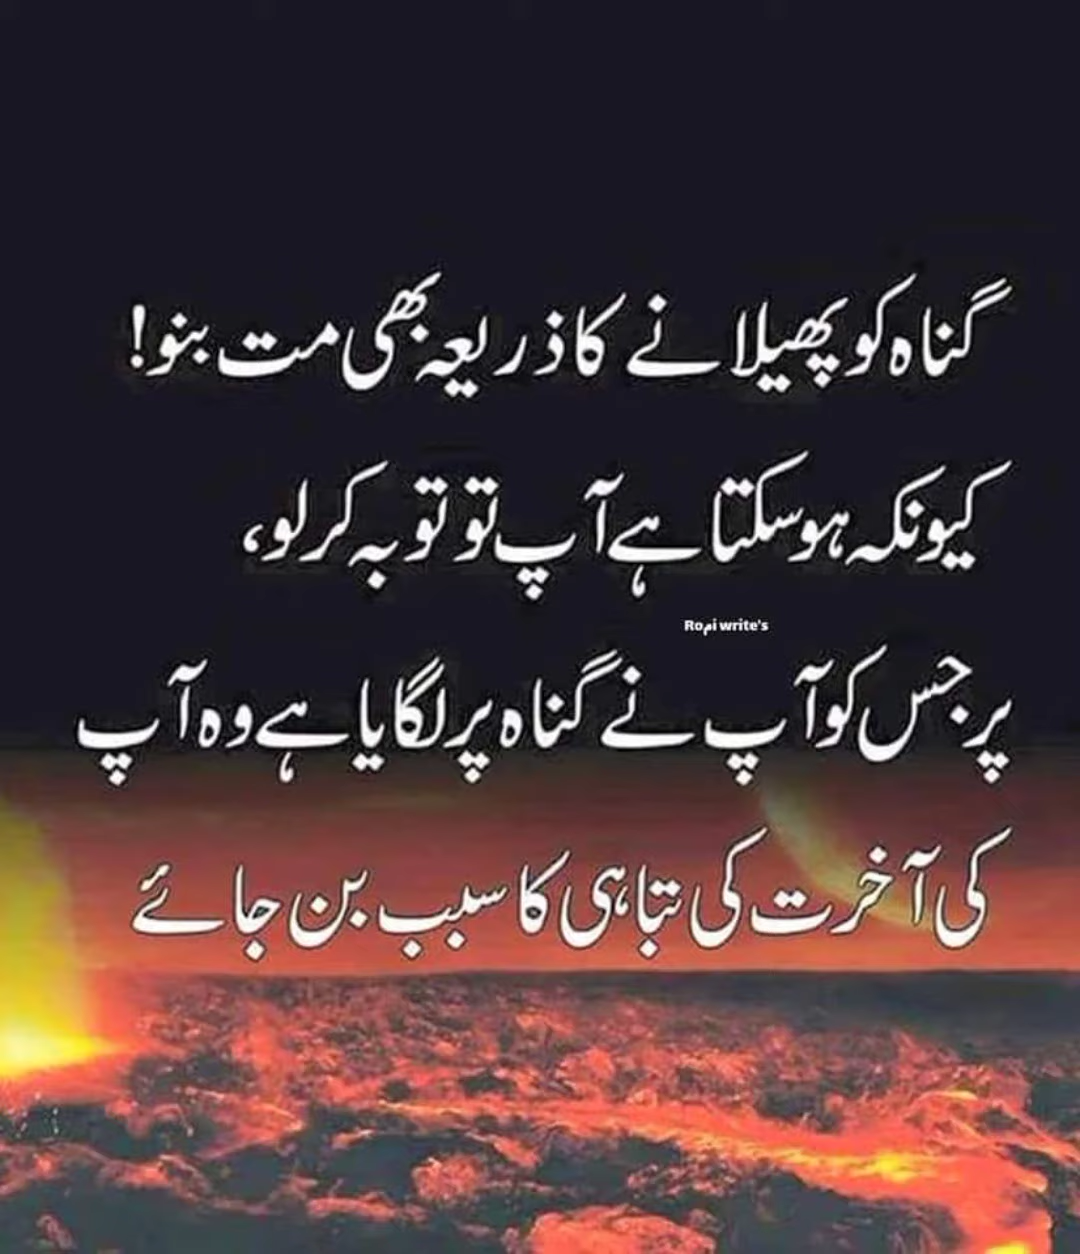 گناہ کو پھیلانے کا ذریعہ بھی مت بنو!
کیونکہ ہو سکتا ہے آپ تو توبہ کر لو،
Roمi write's
پر جس کو آپ نے گناہ پر لگایا ہے وہ آپ
کی آخرت کی تباہی کا سبب بن جائے